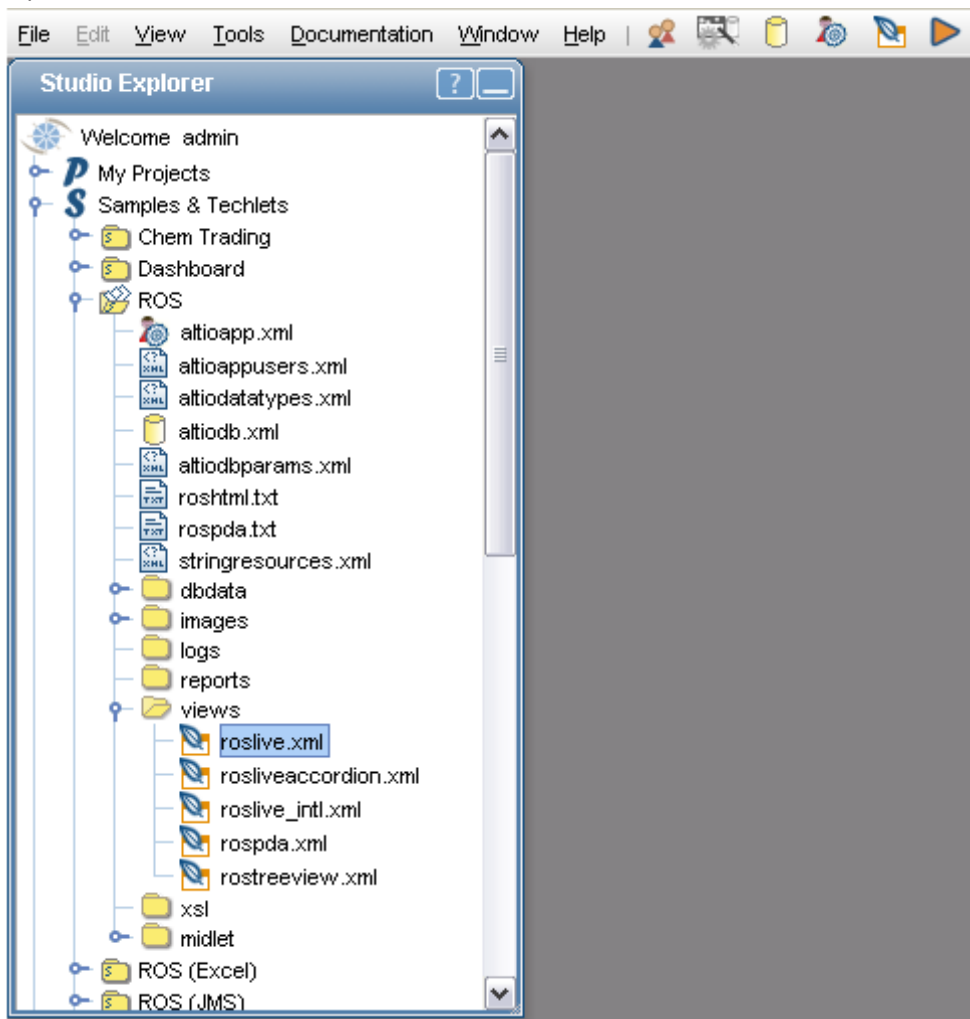 File Edit View Tools Documentation Window Help
Studio Explorer ?
Welcome admin
P My Projects
S Samples & Techlets
Chem Trading
Dashboard
ROS
altioapp.xml
altioappusers.xml
altiodatatypes.xml
altiodb.xml
altiodbparams.xml
roshtml.txt
rospda.txt
stringresources.xml
dbdata
images
logs
reports
views
roslive.xml
rosliveaccordion.xml
roslive_intl.xml
rospda.xml
rostreeview.xml
xsl
midlet
ROS (Excel)
ROS (JMS)